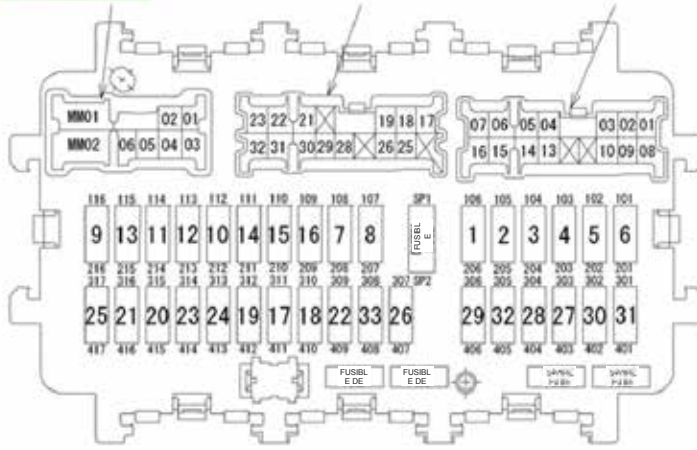 23 22 21 19 18 17
MM01 02 01
07 06 05 04 03 02 01
MM02 06 05 04 03
32 31 30 29 28 26 25
16 15 14 13 10 09 08
116 115 114 113 112 111 110 109 108 107 SP1 106 105 104 103 102 101
9 13 11 12 10 14 15 16 7 8 FUSIBL E 1 2 3 4 5 6
216 215 214 213 212 211 210 209 208 207 SP2 206 205 204 203 202 201
317 316 315 314 313 312 311 310 309 308 307 306 305 304 303 302 301
25 21 20 23 24 19 17 18 22 33 26 29 32 28 27 30 31
417 416 415 414 413 412 411 410 409 408 407 406 405 404 403 402 401
FUSIBL FUSIBL
E DE E DE